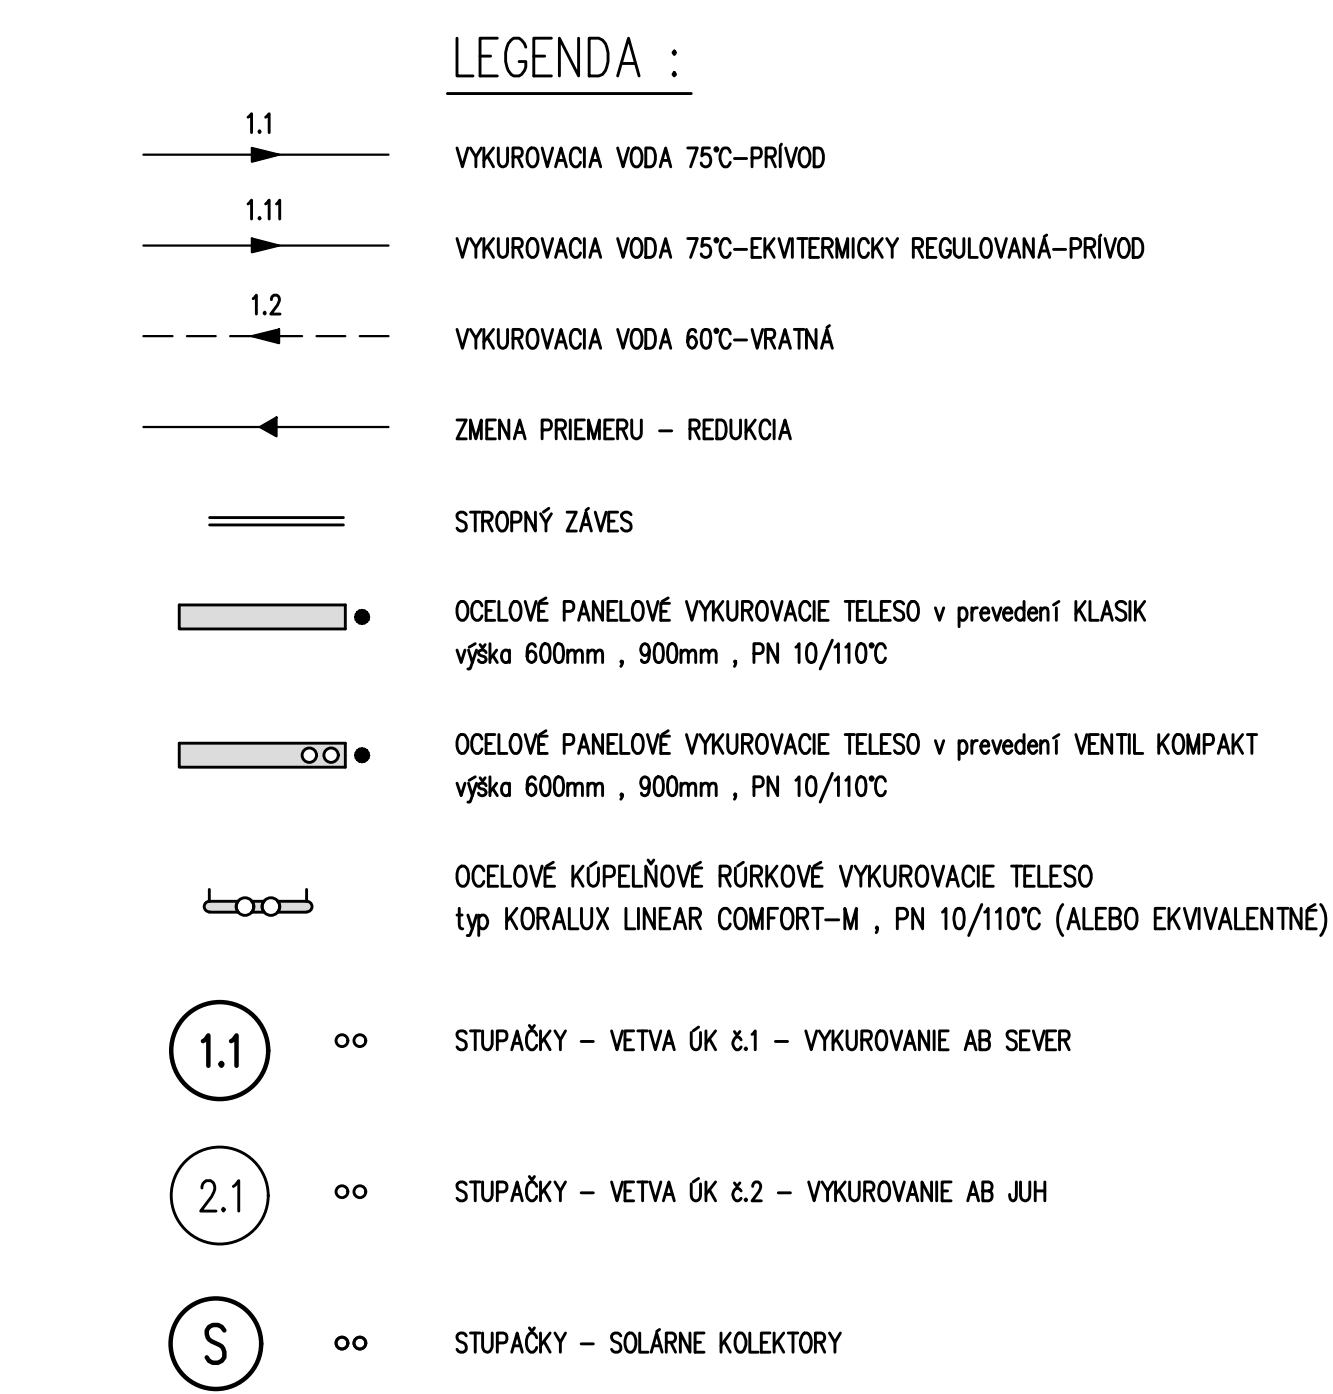 LEGENDA :
1.1
VYKUROVACIA VODA 75°C-PRÍVOD
1.11
VYKUROVACIA VODA 75°C-EKVITERMICKY REGULOVANÁ-PRÍVOD
1.2
VYKUROVACIA VODA 60°C-VRATNÁ
ZMENA PRIEMERU - REDUKCIA
STROPNÝ ZÁVES
OCELOVÉ PANELOVÉ VYKUROVACIE TELESO v prevedení KLASIK
výška 600mm , 900mm , PN 10/110°C
OCELOVÉ PANELOVÉ VYKUROVACIE TELESO v prevedení VENTIL KOMPAKT
výška 600mm , 900mm , PN 10/110°C
OCELOVÉ KÚPELŇOVÉ RÚRKOVÉ VYKUROVACIE TELESO
typ KORALUX LINEAR COMFORT-M , PN 10/110°C (ALEBO EKVIVALENTNÉ)
1.1 STUPAČKY - VETVA ÚK č.1 - VYKUROVANIE AB SEVER
2.1 STUPAČKY - VETVA ÚK č.2 - VYKUROVANIE AB JUH
S STUPAČKY - SOLÁRNE KOLEKTORY